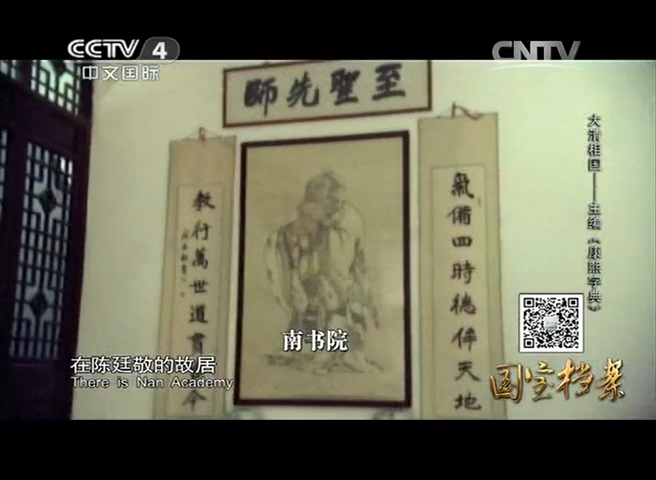 CCTV 4
中文国际
CNTV
至聖先師
氣備四時德侔天地
教行萬世道貫今
大清相国——主编《康熙字典》
南书院
在陈廷敬的故居
There is Nan Academy
国宝档案